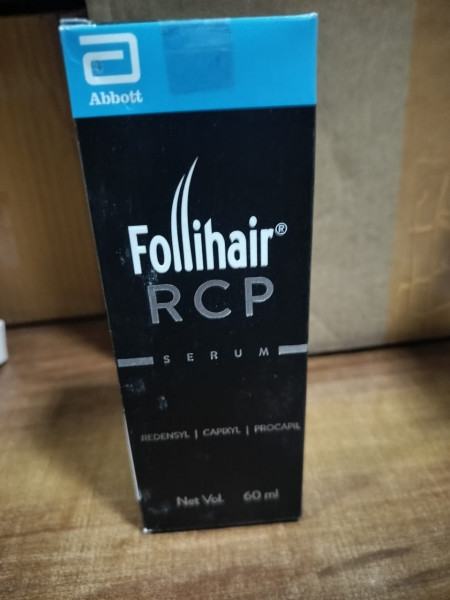 Abbott
Follihair®
RCP
SERUM
REDENSYL | CAPIXYL | PROCAPIL
Net Vol. 60 ml